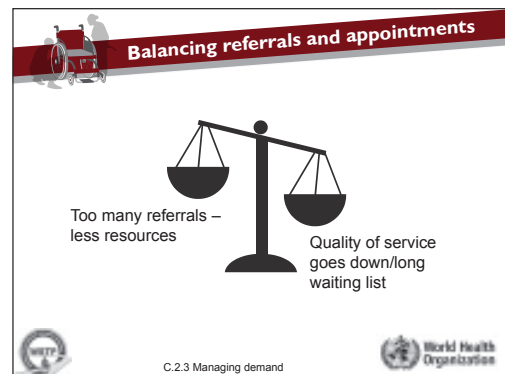 Balancing referrals and appointments
Too many referrals –
less resources
Quality of service
goes down/long
waiting list
C.2.3 Managing demand
World Health
Organization